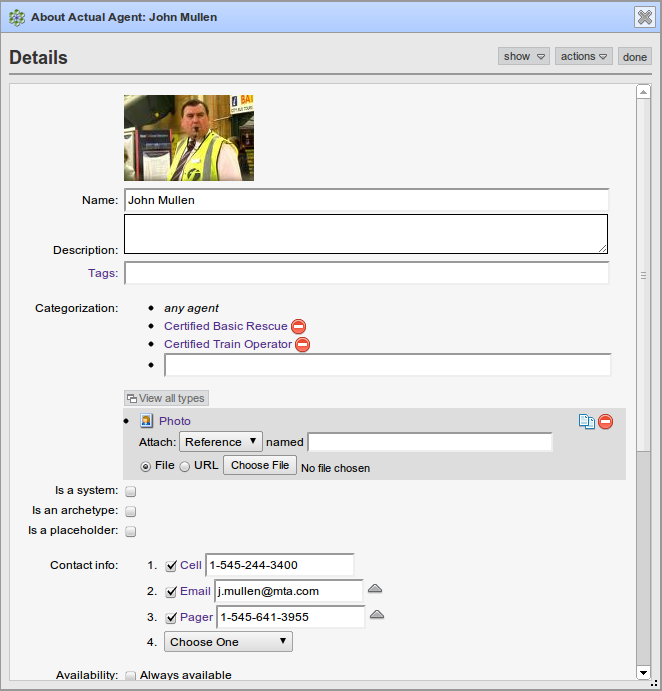 About Actual Agent: John Mullen
Details
show actions done
BA
Name: John Mullen
Description:
Tags:
Categorization: • any agent
• Certified Basic Rescue
• Certified Train Operator
•
View all types
• Photo
Attach: Reference named
File URL Choose File No file chosen
Is a system:
Is an archetype:
Is a placeholder:
Contact info: 1. Cell 1-545-244-3400
2. Email j.mullen@mta.com
3. Pager 1-545-641-3955
4. Choose One
Availability: Always available